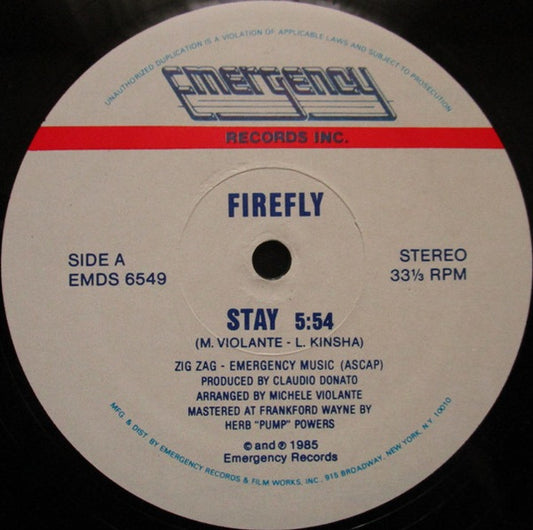 UNAUTHORIZED DUPLICATION IS A VIOLATION OF APPLICABLE LAWS AND SUBJECT TO PROSECUTION
Emergency
RECORDS INC.
FIREFLY
SIDE A
EMDS 6549
STEREO
33⅓ RPM
STAY 5:54
(M. VIOLANTE - L. KINSHA)
ZIG ZAG - EMERGENCY MUSIC (ASCAP)
PRODUCED BY CLAUDIO DONATO
ARRANGED BY MICHELE VIOLANTE
MASTERED AT FRANKFORD WAYNE BY
HERB "PUMP" POWERS
© and ℗ 1985
Emergency Records
MFG. & DIST. BY EMERGENCY RECORDS & FILM WORKS, INC., 915 BROADWAY, NEW YORK, N.Y. 10010